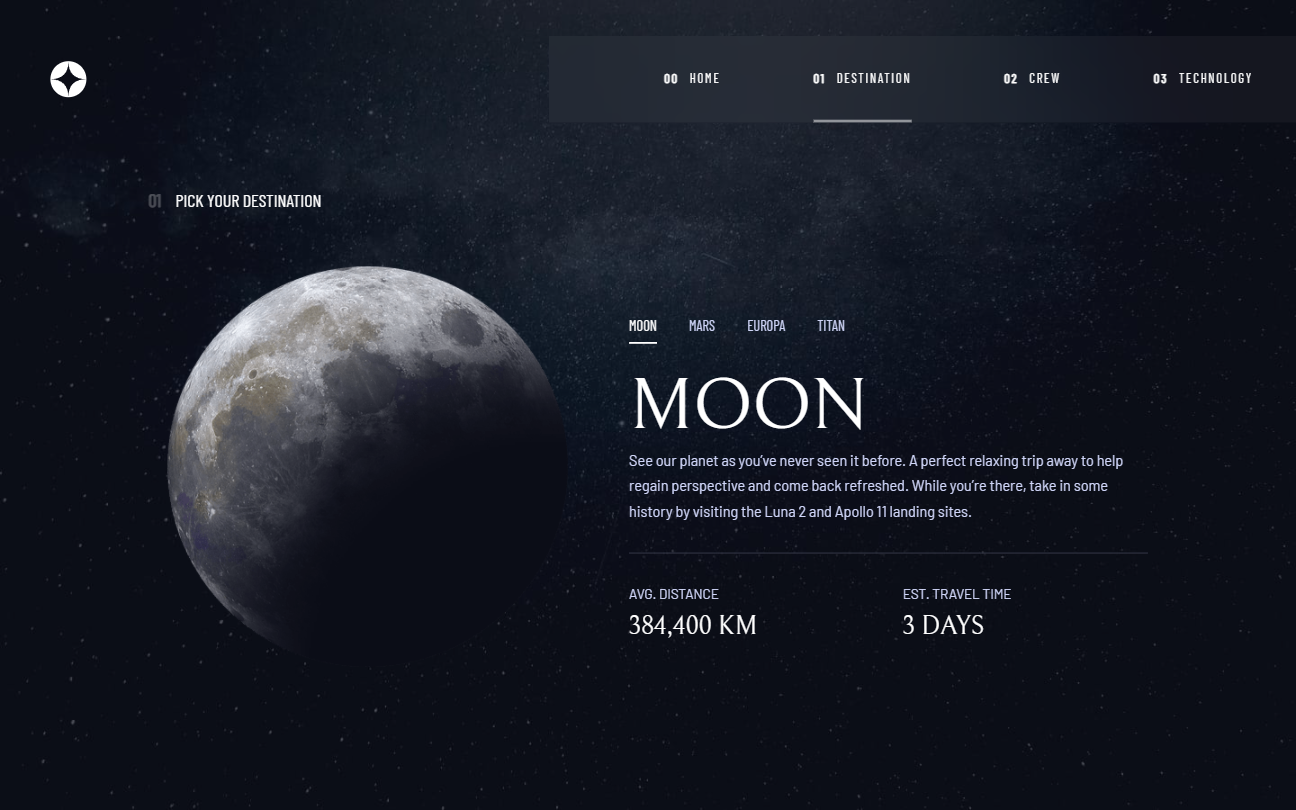 00 HOME
01 DESTINATION
02 CREW
03 TECHNOLOGY
01 PICK YOUR DESTINATION
MOON MARS EUROPA TITAN
MOON
See our planet as you’ve never seen it before. A perfect relaxing trip away to help
regain perspective and come back refreshed. While you’re there, take in some
history by visiting the Luna 2 and Apollo 11 landing sites.
AVG. DISTANCE
384,400 KM
EST. TRAVEL TIME
3 DAYS